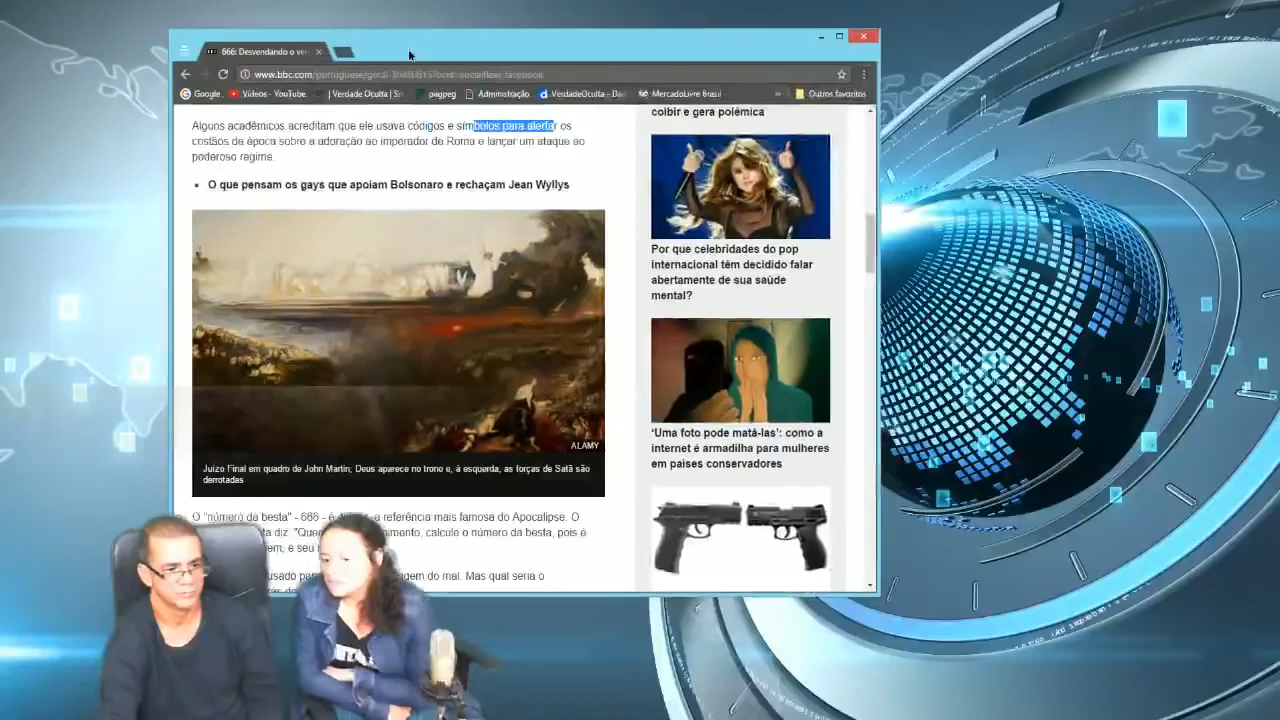 666: Desvendando o ver
www.bbc.com/portuguese/geral-
Google
Vídeos - YouTube
Verdade Oculta | S
pagpeg
Administração
VerdadeOculta - Da
MercadoLivre Brasil
»
Outros favoritos
Alguns acadêmicos acreditam que ele usava códigos e símbolos para alertar os
cristãos da época sobre a adoração ao imperador de Roma e lançar um ataque ao
poderoso regime.
O que pensam os gays que apoiam Bolsonaro e rechaçam Jean Wyllys
ALAMY
Juízo Final em quadro de John Martin; Deus aparece no trono e, à esquerda, as forças de Satã são
derrotadas
O "número da besta" - 666 - é a referência mais famosa do Apocalipse. O
diz: "Quem calcule o número da besta, pois é
em, e seu
usado para gem do mal. Mas qual seria o
coibir e gera polêmica
Por que celebridades do pop
internacional têm decidido falar
abertamente de sua saúde
mental?
'Uma foto pode matá-las': como a
internet é armadilha para mulheres
em países conservadores